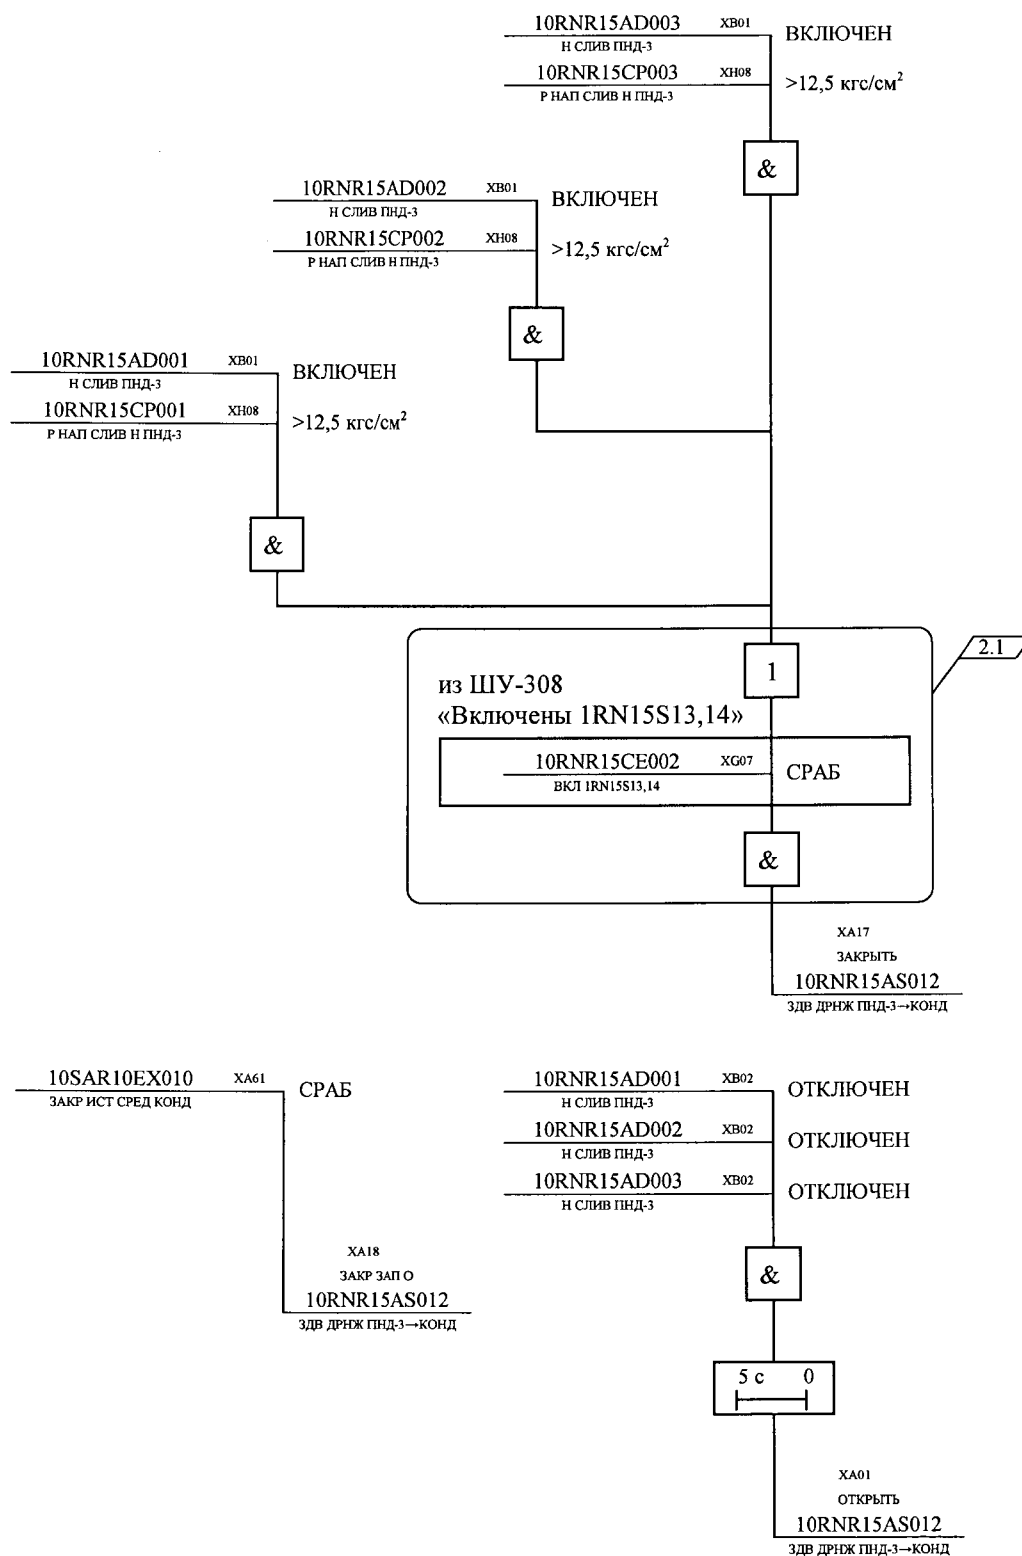 10RNR15AD003 XB01 ВКЛЮЧЕН
Н СЛИВ ПНД-3
10RNR15CP003 XH08 >12,5 кгс/см²
Р НАП СЛИВ Н ПНД-3
&
10RNR15AD002 XB01 ВКЛЮЧЕН
Н СЛИВ ПНД-3
10RNR15CP002 XH08 >12,5 кгс/см²
Р НАП СЛИВ Н ПНД-3
&
10RNR15AD001 XB01 ВКЛЮЧЕН
Н СЛИВ ПНД-3
10RNR15CP001 XH08 >12,5 кгс/см²
Р НАП СЛИВ Н ПНД-3
&
2.1
1
из ШУ-308
«Включены 1RN15S13,14»
10RNR15CE002 XG07 СРАБ
ВКЛ 1RN15S13,14
&
XA17
ЗАКРЫТЬ
10RNR15AS012
ЗДВ ДРНЖ ПНД-3→КОНД
10SAR10EX010 XA61 СРАБ
ЗАКР ИСТ СРЕД КОНД
XA18
ЗАКР ЗАП О
10RNR15AS012
ЗДВ ДРНЖ ПНД-3→КОНД
10RNR15AD001 XB02 ОТКЛЮЧЕН
Н СЛИВ ПНД-3
10RNR15AD002 XB02 ОТКЛЮЧЕН
Н СЛИВ ПНД-3
10RNR15AD003 XB02 ОТКЛЮЧЕН
Н СЛИВ ПНД-3
&
5 с 0
XA01
ОТКРЫТЬ
10RNR15AS012
ЗДВ ДРНЖ ПНД-3→КОНД